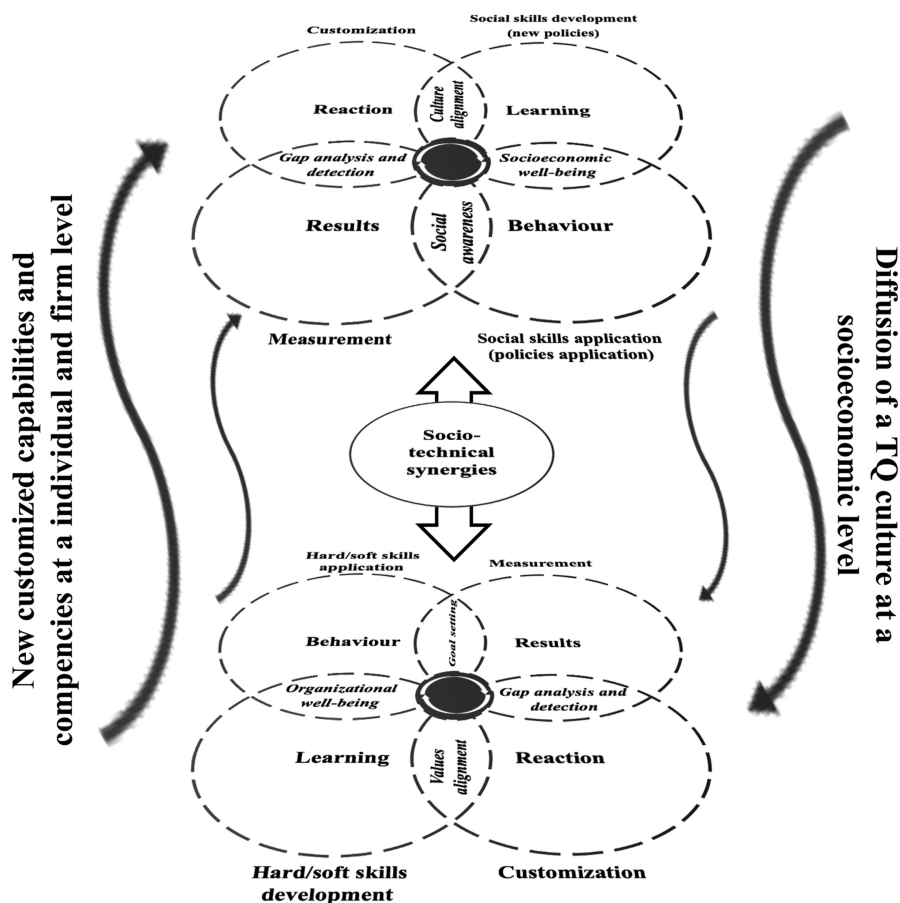 Customization
Social skills development
(new policies)
Reaction
Culture
alignment
Learning
Gap analysis and
detection
Socioeconomic
well-being
Results
Social
awareness
Behaviour
Measurement
Social skills application
(policies application)
New customized capabilities and
compencies at a individual and firm level
Socio-
technical
synergies
Diffusion of a TQ culture at a
socioeconomic level
Hard/soft skills
application
Measurement
Behaviour
Goal setting
Results
Organizational
well-being
Gap analysis and
detection
Learning
Values
alignment
Reaction
Hard/soft skills
development
Customization